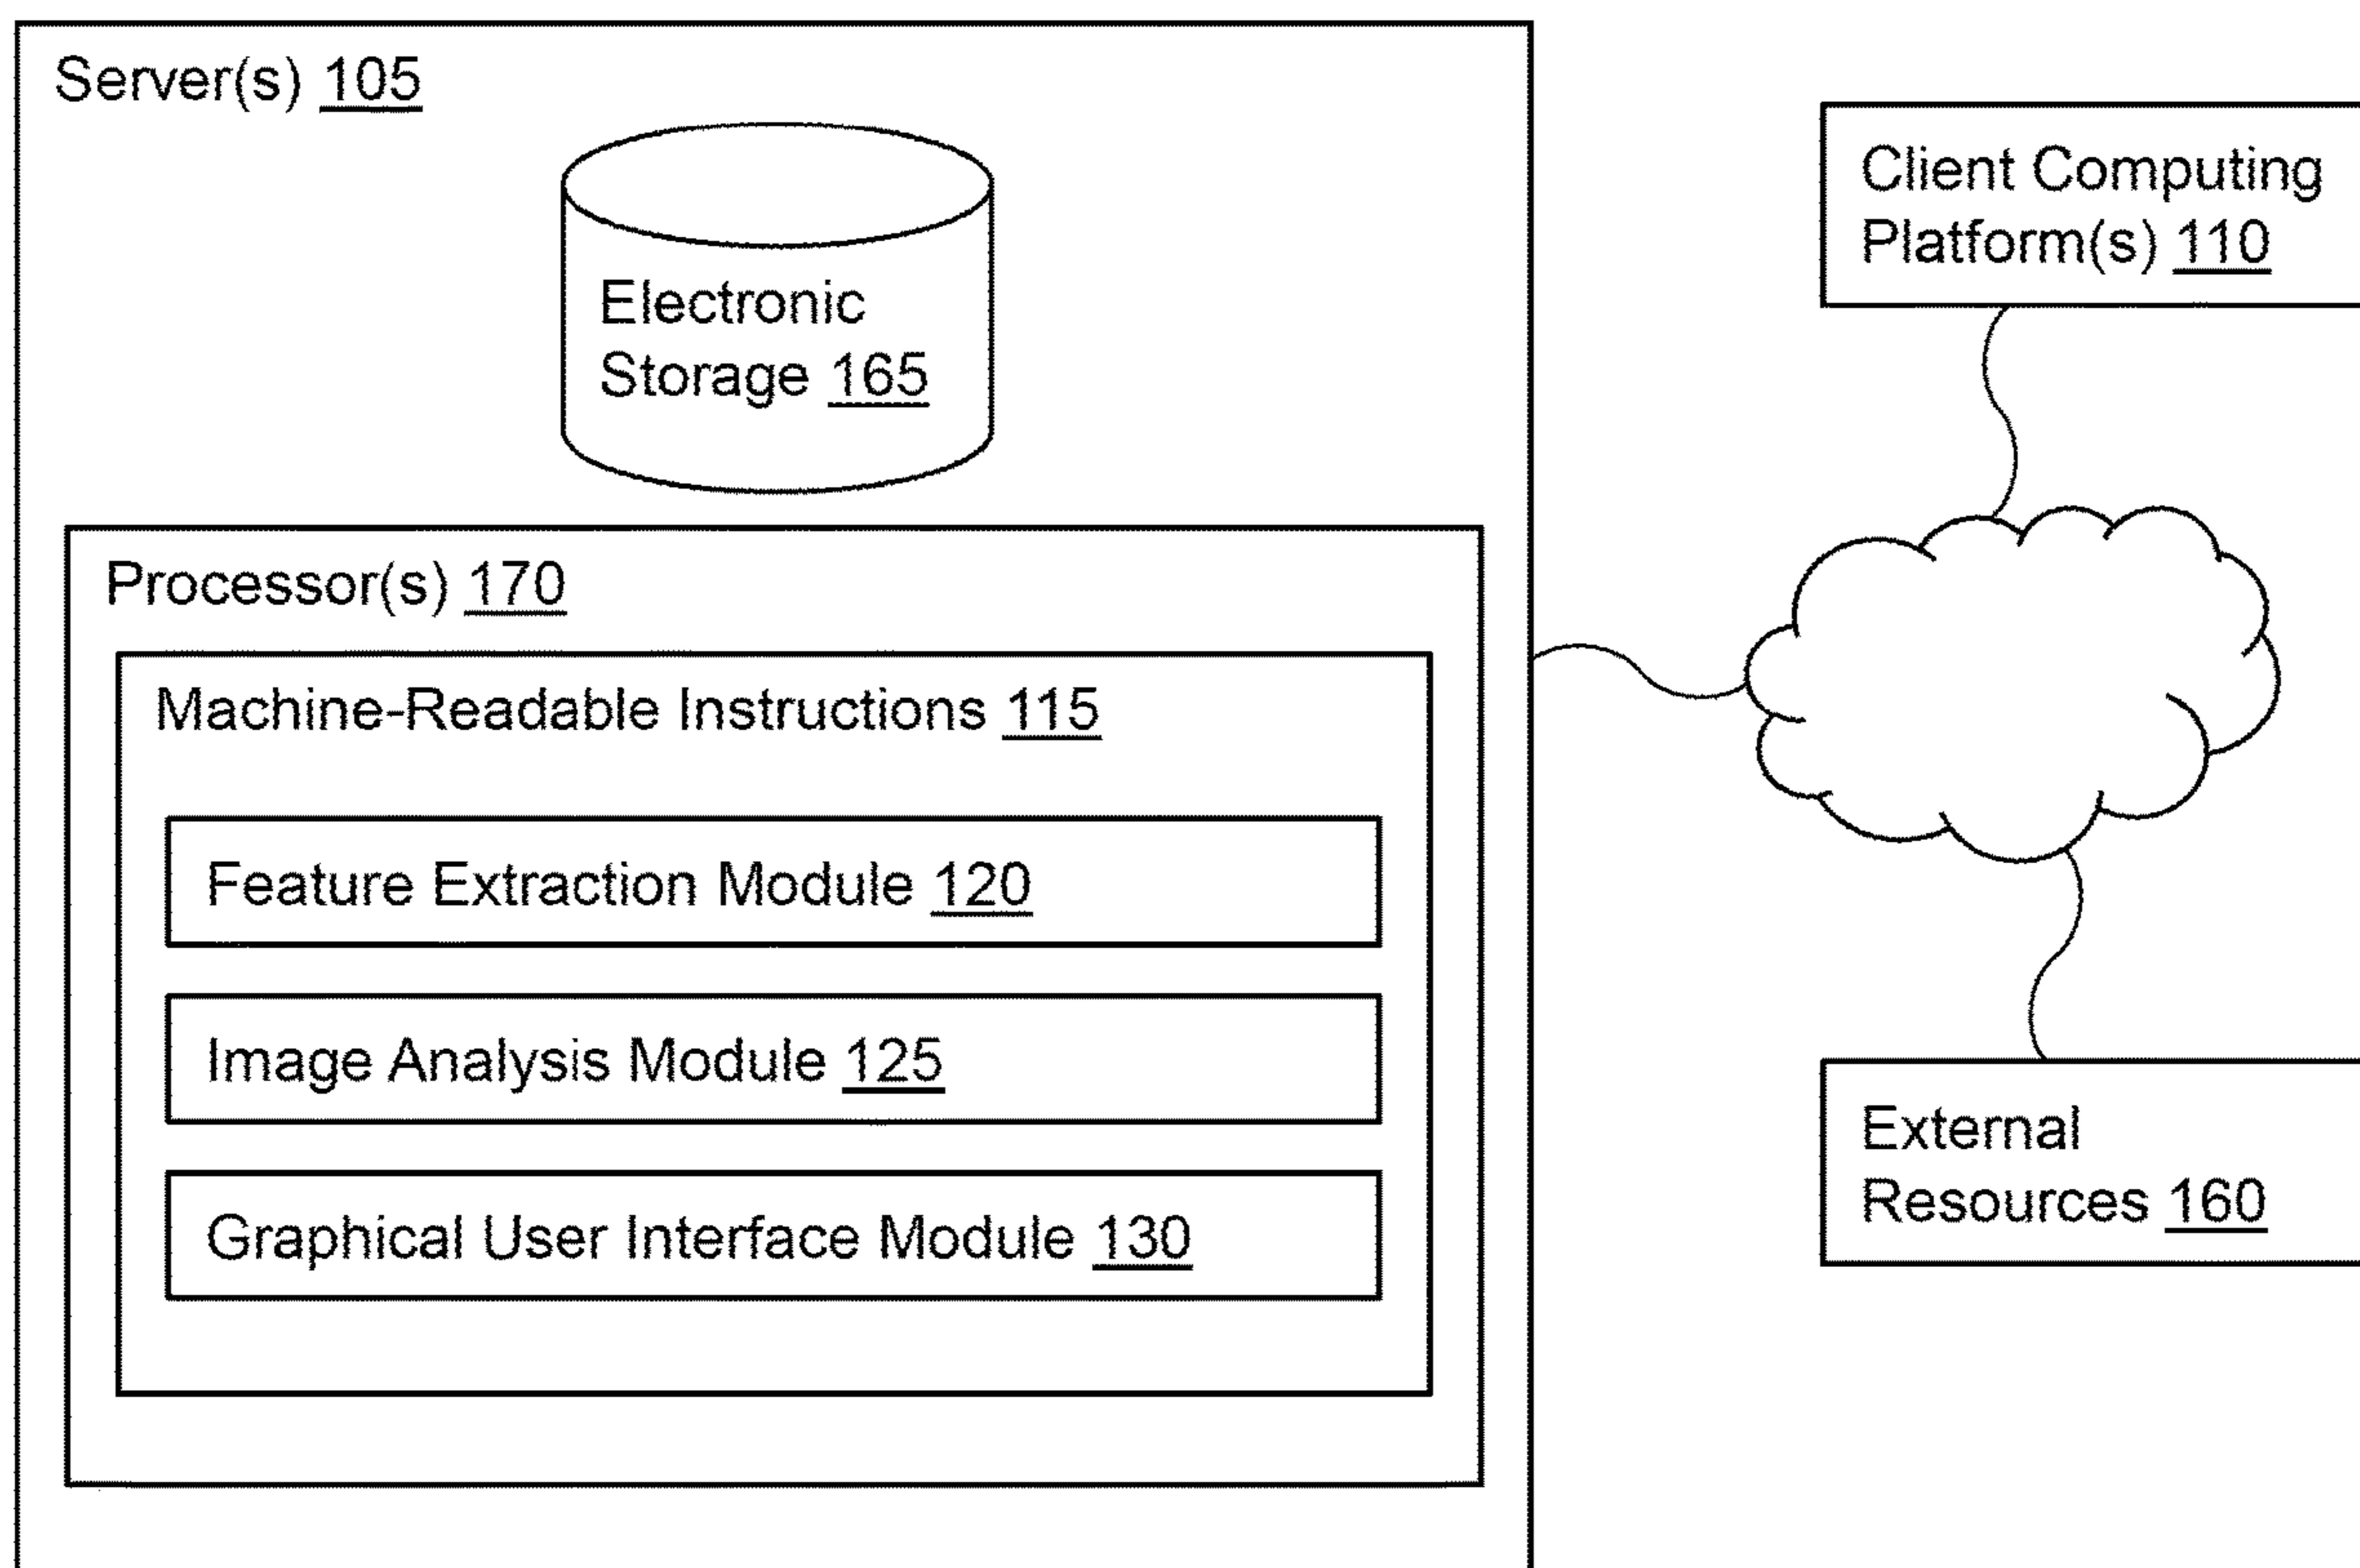 Server(s) 105
Electronic
Storage 165
Processor(s) 170
Machine-Readable Instructions 115
Feature Extraction Module 120
Image Analysis Module 125
Graphical User Interface Module 130
Client Computing
Platform(s) 110
External
Resources 160